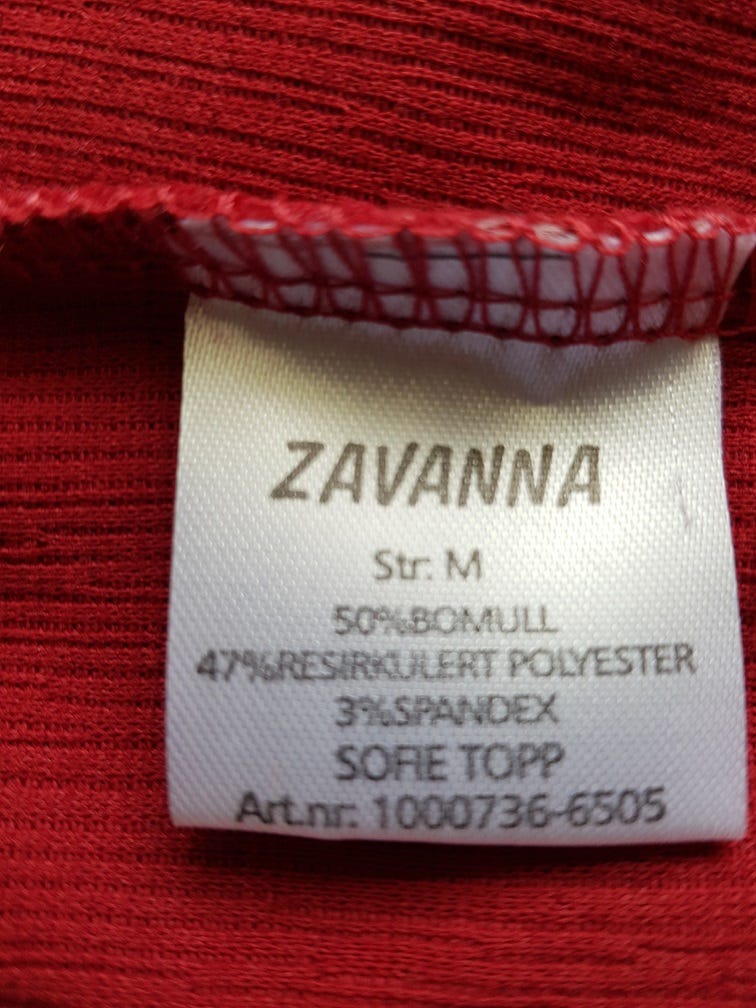 ZAVANNA
Str: M
50%BOMULL
47%RESIRKULERT POLYESTER
3%SPANDEX
SOFIE TOPP
Art.nr: 1000736-6505